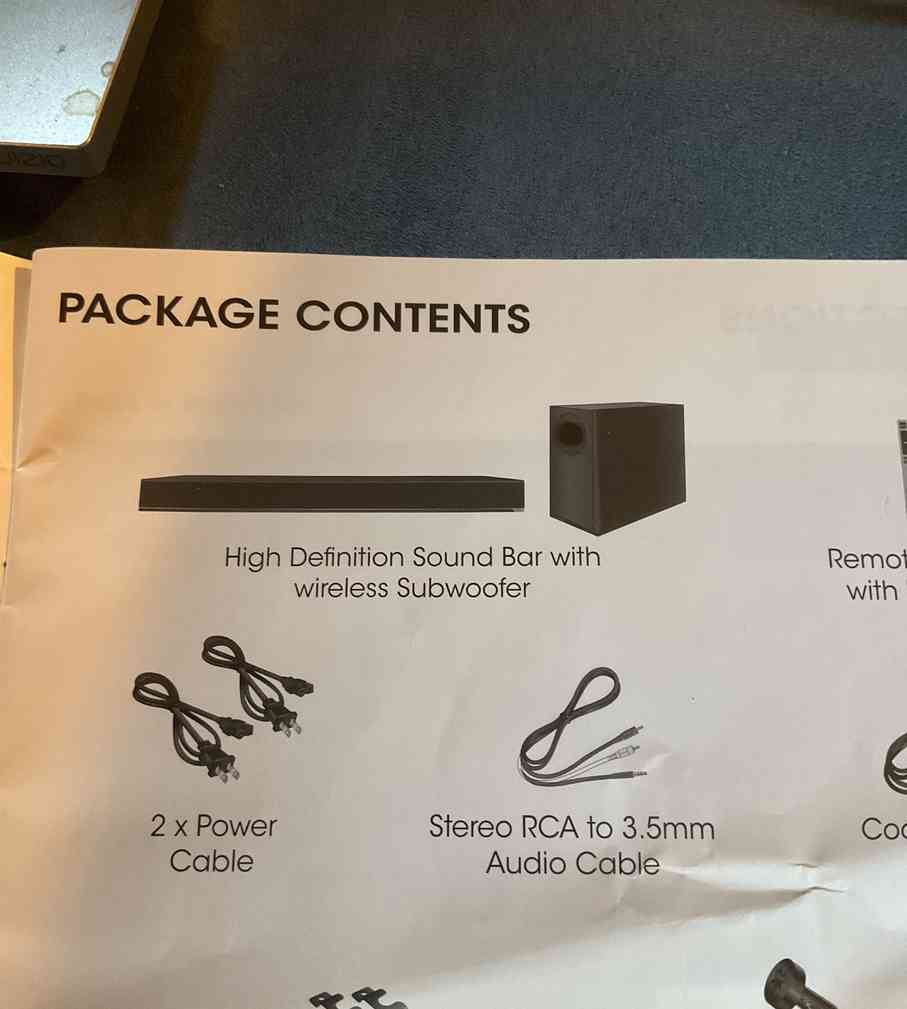 PACKAGE CONTENTS
High Definition Sound Bar with
wireless Subwoofer
with
2 x Power
Cable
Stereo RCA to 3.5mm
Audio Cable